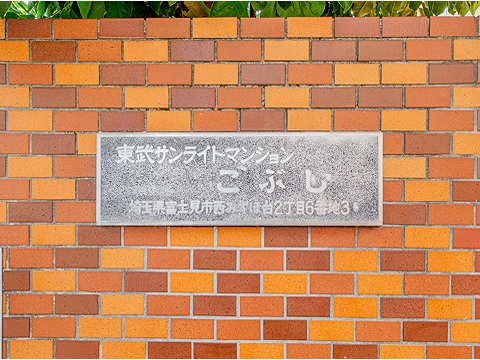 東武サンライトマンション
こぶし
埼玉県富士見市西みずほ台2丁目6番地3